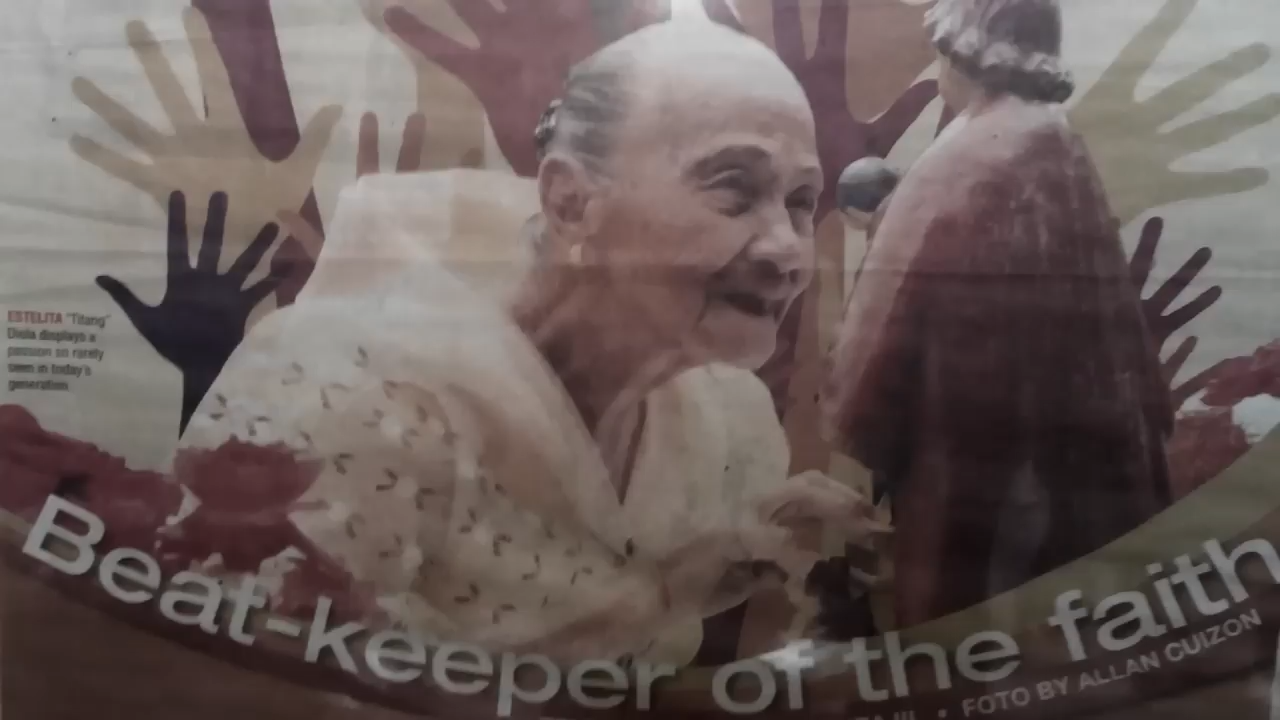 ESTELITA "Titang"
Diola displays a
passion so rarely
seen in today's
generation
Beat-keeper of the faith
III • FOTO BY ALLAN CUIZON